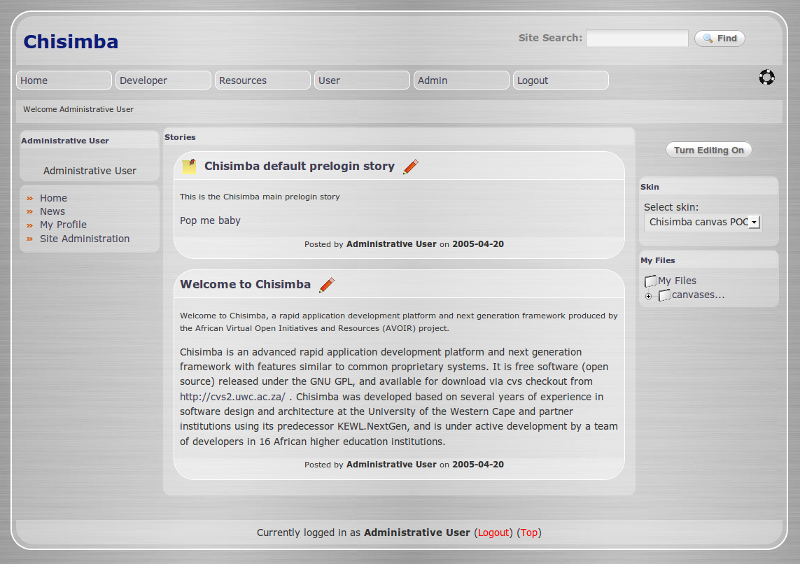 Chisimba
Site Search:
Find
Home
Developer
Resources
User
Admin
Logout
Welcome Administrative User
Administrative User
Administrative User
Home
News
My Profile
Site Administration
Stories
Chisimba default prelogin story
This is the Chisimba main prelogin story
Pop me baby
Posted by Administrative User on 2005-04-20
Welcome to Chisimba
Welcome to Chisimba, a rapid application development platform and next generation framework produced by
the African Virtual Open Initiatives and Resources (AVOIR) project.
Chisimba is an advanced rapid application development platform and next generation
framework with features similar to common proprietary systems. It is free software (open
source) released under the GNU GPL, and available for download via cvs checkout from
http://cvs2.uwc.ac.za/ . Chisimba was developed based on several years of experience in
software design and architecture at the University of the Western Cape and partner
institutions using its predecessor KEWL.NextGen, and is under active development by a team
of developers in 16 African higher education institutions.
Posted by Administrative User on 2005-04-20
Turn Editing On
Skin
Select skin:
Chisimba canvas POC
My Files
My Files
canvases...
Currently logged in as Administrative User (Logout) (Top)